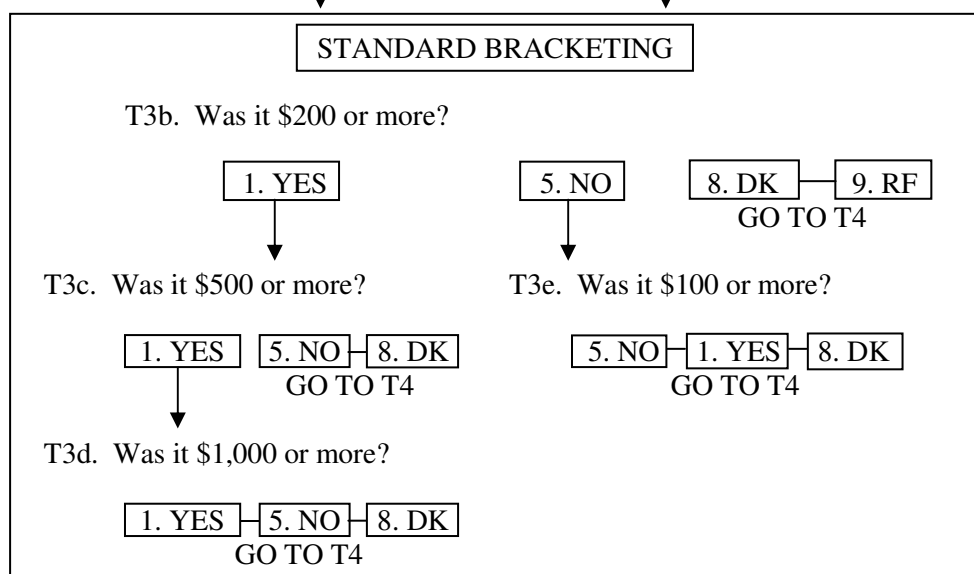 STANDARD BRACKETING
T3b. Was it $200 or more?
1. YES 5. NO 8. DK 9. RF
GO TO T4
T3c. Was it $500 or more? T3e. Was it $100 or more?
1. YES 5. NO 8. DK 5. NO 1. YES 8. DK
GO TO T4 GO TO T4
T3d. Was it $1,000 or more?
1. YES 5. NO 8. DK
GO TO T4